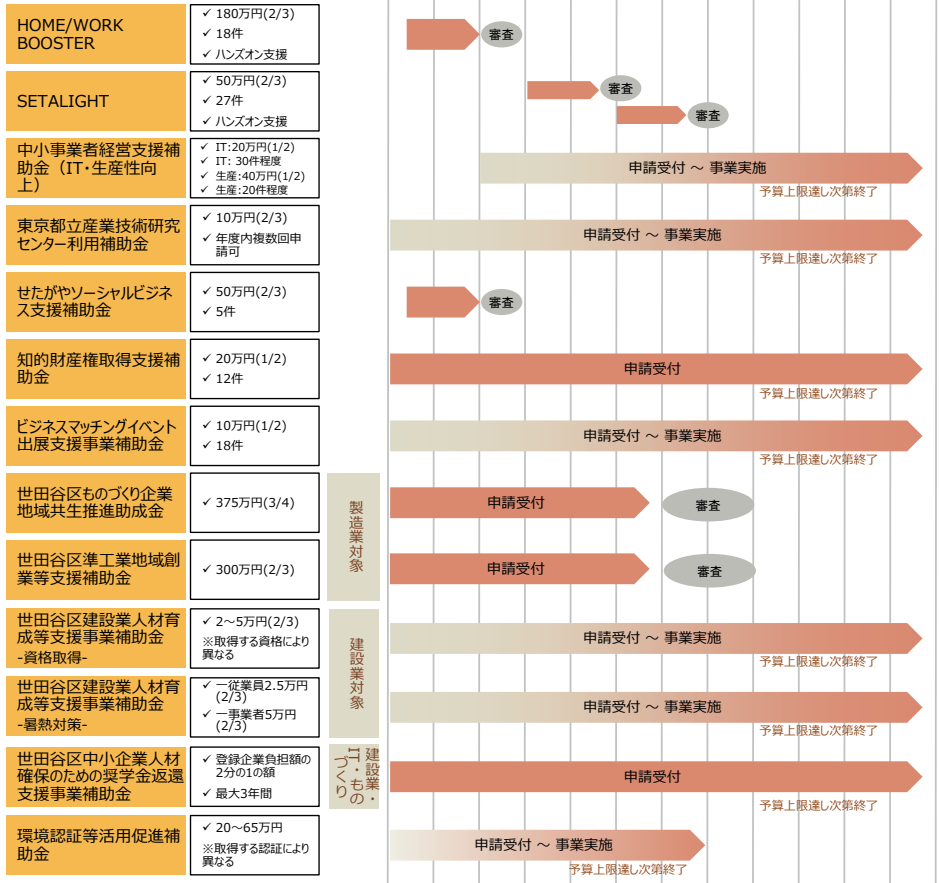 HOME/WORK
BOOSTER
✓ 180万円(2/3)
✓ 18件
✓ ハンズオン支援
審査
SETALIGHT
✓ 50万円(2/3)
✓ 27件
✓ ハンズオン支援
審査
審査
中小事業者経営支援補
助金（IT・生産性向
上）
✓ IT:20万円(1/2)
✓ IT: 30件程度
✓ 生産:40万円(1/2)
✓ 生産:20件程度
申請受付 ～ 事業実施
予算上限達し次第終了
東京都立産業技術研究
センター利用補助金
✓ 10万円(2/3)
✓ 年度内複数回申
請可
申請受付 ～ 事業実施
予算上限達し次第終了
せたがやソーシャルビジネ
ス支援補助金
✓ 50万円(2/3)
✓ 5件
審査
知的財産権取得支援補
助金
✓ 20万円(1/2)
✓ 12件
申請受付
予算上限達し次第終了
ビジネスマッチングイベント
出展支援事業補助金
✓ 10万円(1/2)
✓ 18件
申請受付 ～ 事業実施
予算上限達し次第終了
世田谷区ものづくり企業
地域共生推進助成金
✓ 375万円(3/4)
製造業対象
申請受付
審査
世田谷区準工業地域創
業等支援補助金
✓ 300万円(2/3)
申請受付
審査
世田谷区建設業人材育
成等支援事業補助金
-資格取得-
✓ 2～5万円(2/3)
※取得する資格により
異なる
建設業対象
申請受付 ～ 事業実施
予算上限達し次第終了
世田谷区建設業人材育
成等支援事業補助金
-暑熱対策-
✓ 一従業員2.5万円
(2/3)
✓ 一事業者5万円
(2/3)
申請受付 ～ 事業実施
予算上限達し次第終了
世田谷区中小企業人材
確保のための奨学金返還
支援事業補助金
✓ 登録企業負担額の
2分の1の額
✓ 最大3年間
建設業・
IT・もの
づくり
申請受付
予算上限達し次第終了
環境認証等活用促進補
助金
✓ 20～65万円
※取得する認証により
異なる
申請受付 ～ 事業実施
予算上限達し次第終了